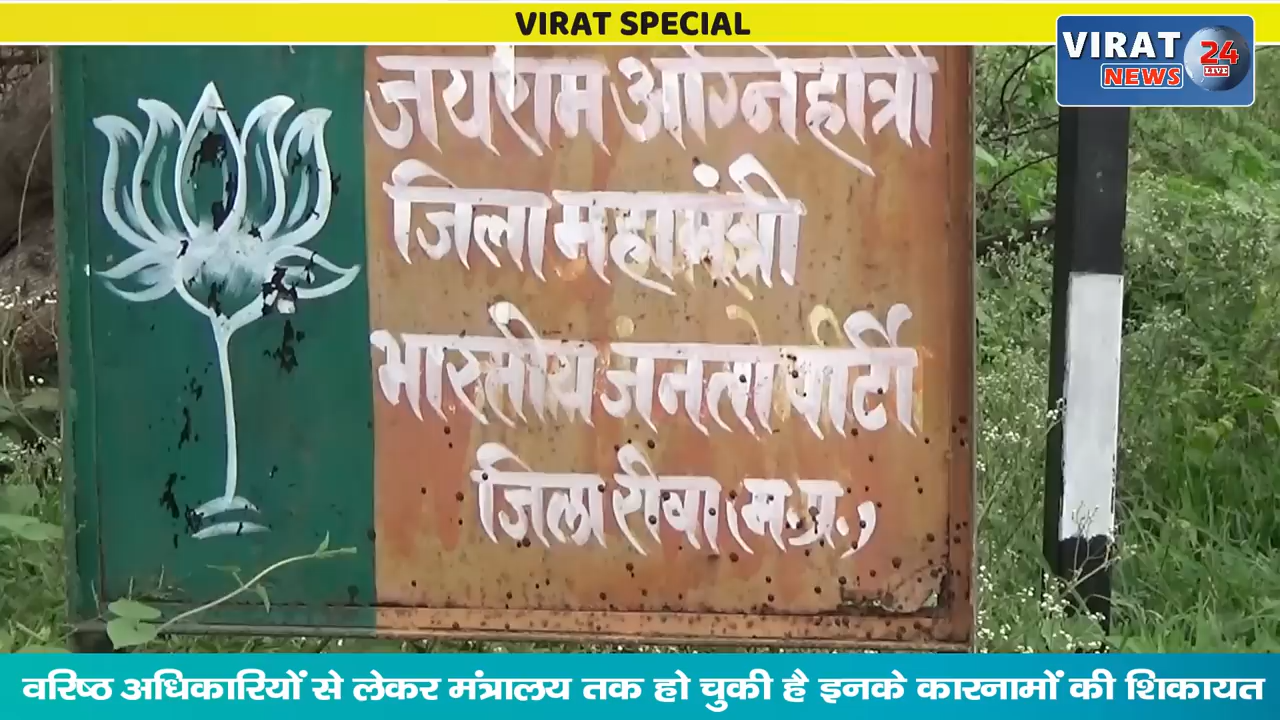 VIRAT SPECIAL
VIRAT
NEWS
24
LIVE
जयराम अग्निहोत्री
जिला महामंत्री
भारतीय जनता पार्टी
जिला रीवा (म.प्र.)
वरिष्ठ अधिकारियों से लेकर मंत्रालय तक हो चुकी है इनके कारनामों की शिकायत